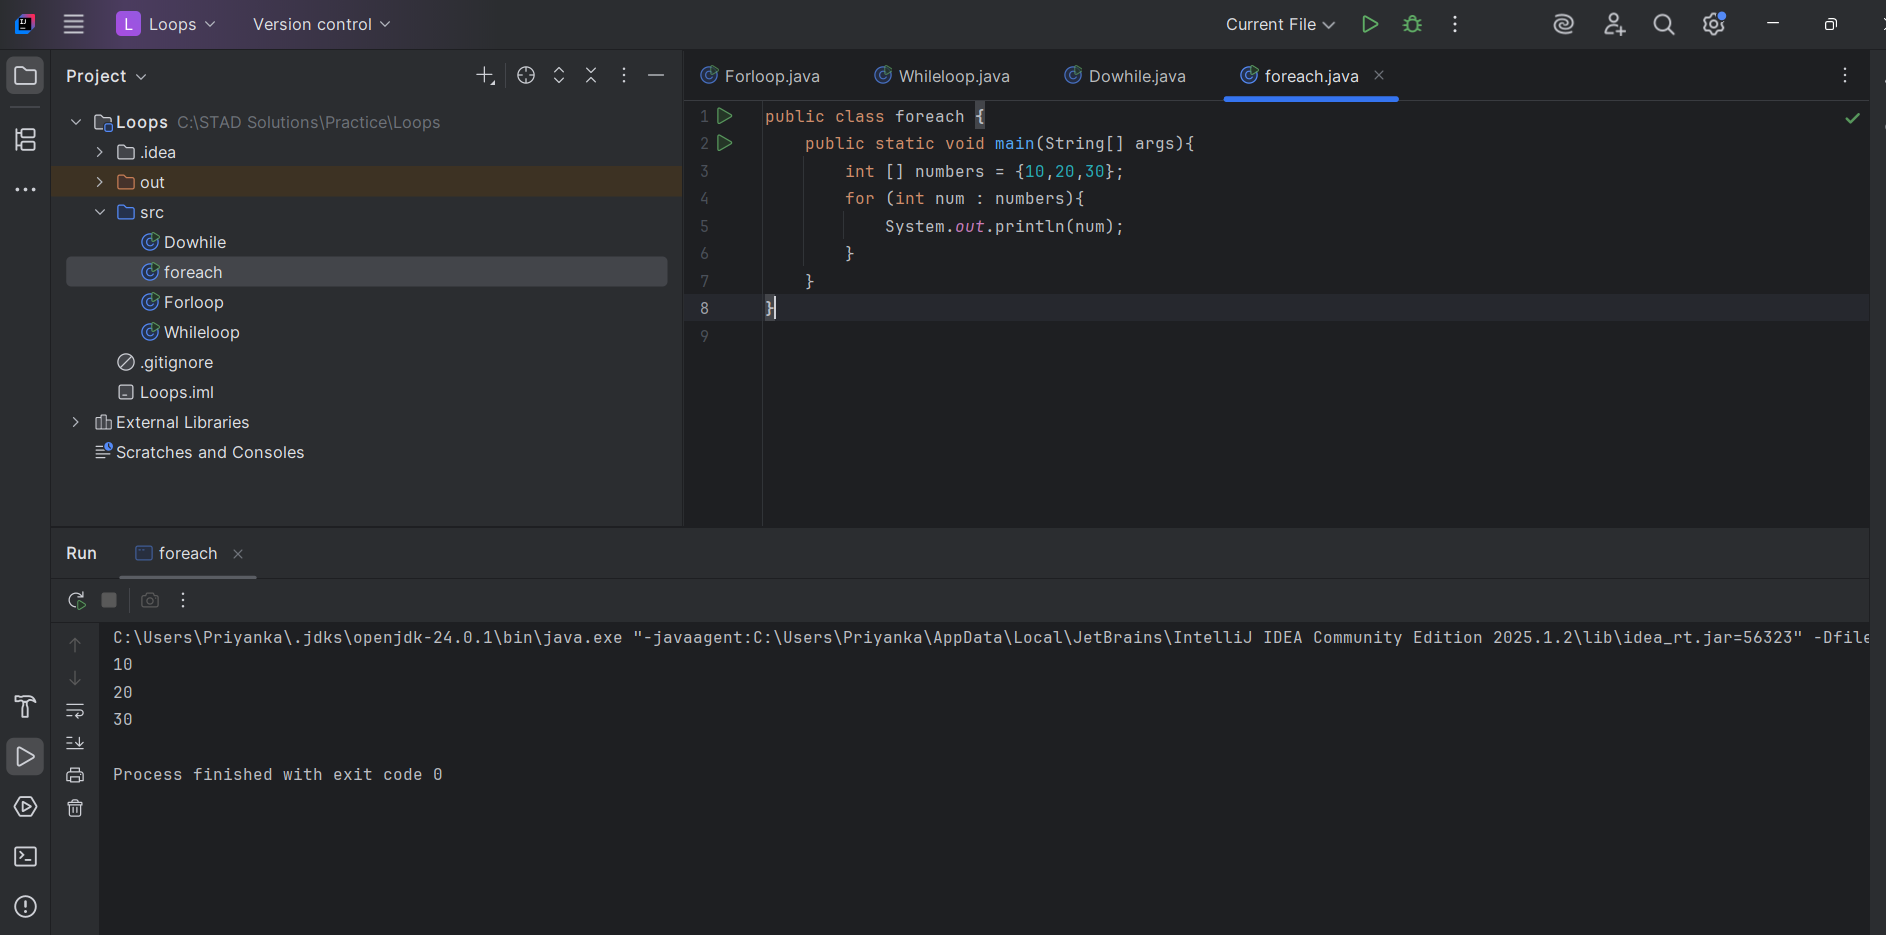 L Loops Version control Current File
Project
Forloop.java Whileloop.java Dowhile.java foreach.java
Loops C:\STAD Solutions\Practice\Loops
.idea
out
src
Dowhile
foreach
Forloop
Whileloop
.gitignore
Loops.iml
External Libraries
Scratches and Consoles
1 public class foreach {
2     public static void main(String[] args){
3         int [] numbers = {10,20,30};
4         for (int num : numbers){
5             System.out.println(num);
6         }
7     }
8 }
9
Run foreach
C:\Users\Priyanka\.jdks\openjdk-24.0.1\bin\java.exe "-javaagent:C:\Users\Priyanka\AppData\Local\JetBrains\IntelliJ IDEA Community Edition 2025.1.2\lib\idea_rt.jar=56323" -Dfile
10
20
30
Process finished with exit code 0